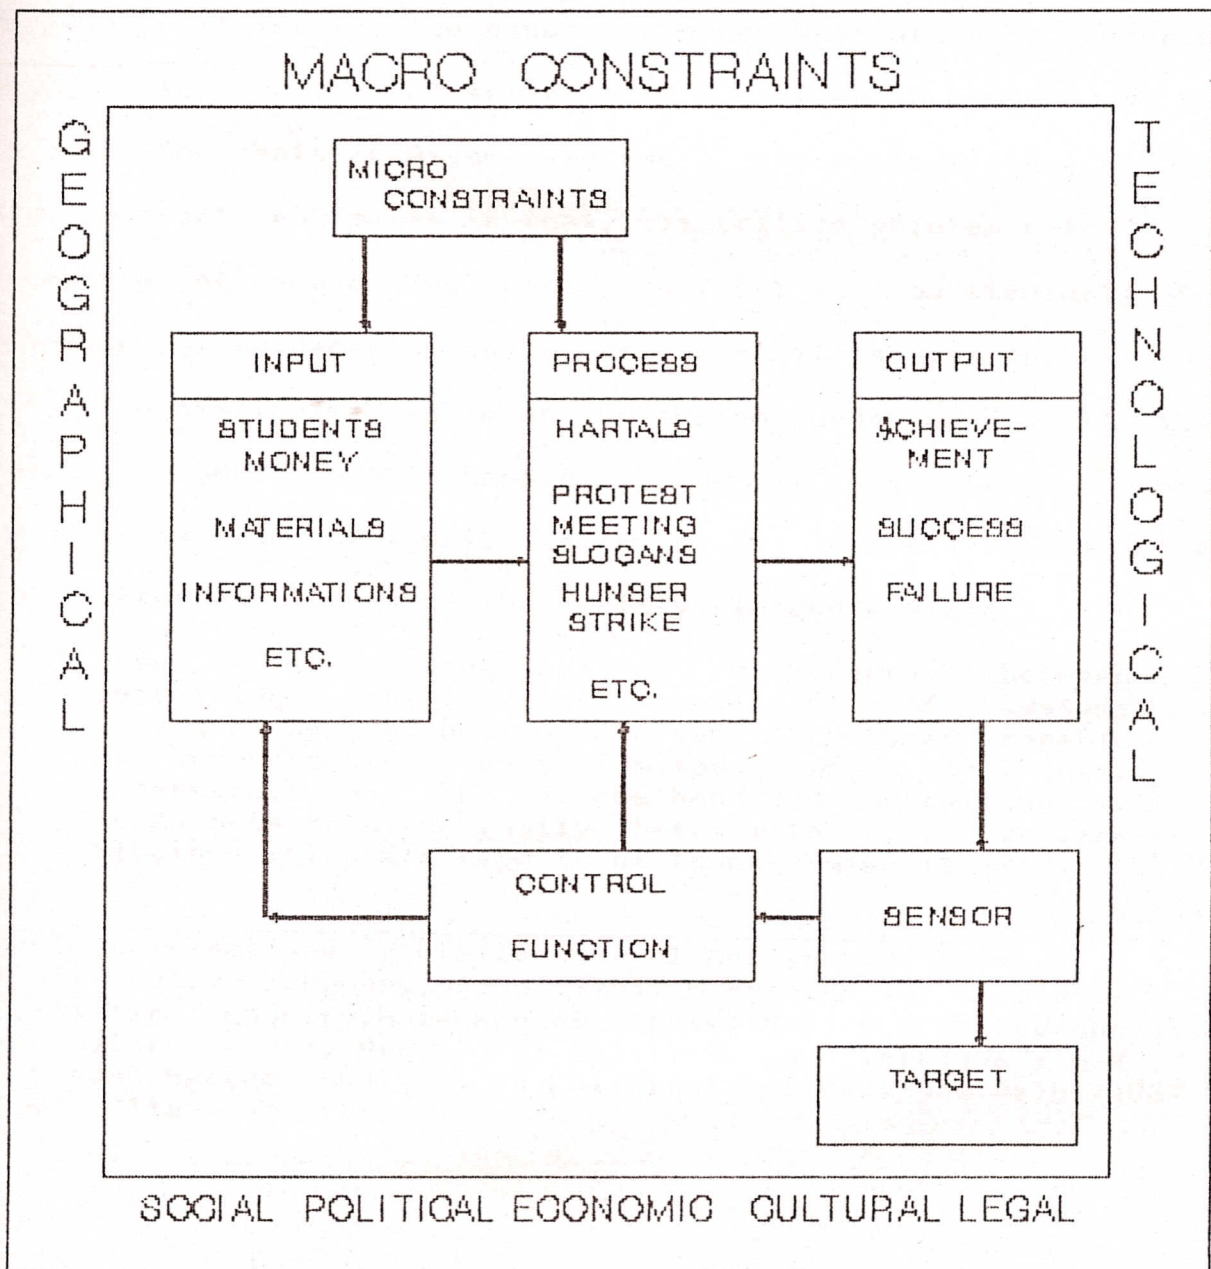 MACRO CONSTRAINTS
GEOGRAPHICAL
TECHNOLOGICAL
MICRO
CONSTRAINTS
INPUT
STUDENTS
MONEY
MATERIALS
INFORMATIONS
ETC.
PROCESS
HARTALS
PROTEST
MEETING
SLOGANS
HUNSER
STRIKE
ETC.
OUTPUT
ACHIEVE-
MENT
SUCCESS
FAILURE
CONTROL
FUNCTION
SENSOR
TARGET
SOCIAL POLITICAL ECONOMIC CULTURAL LEGAL